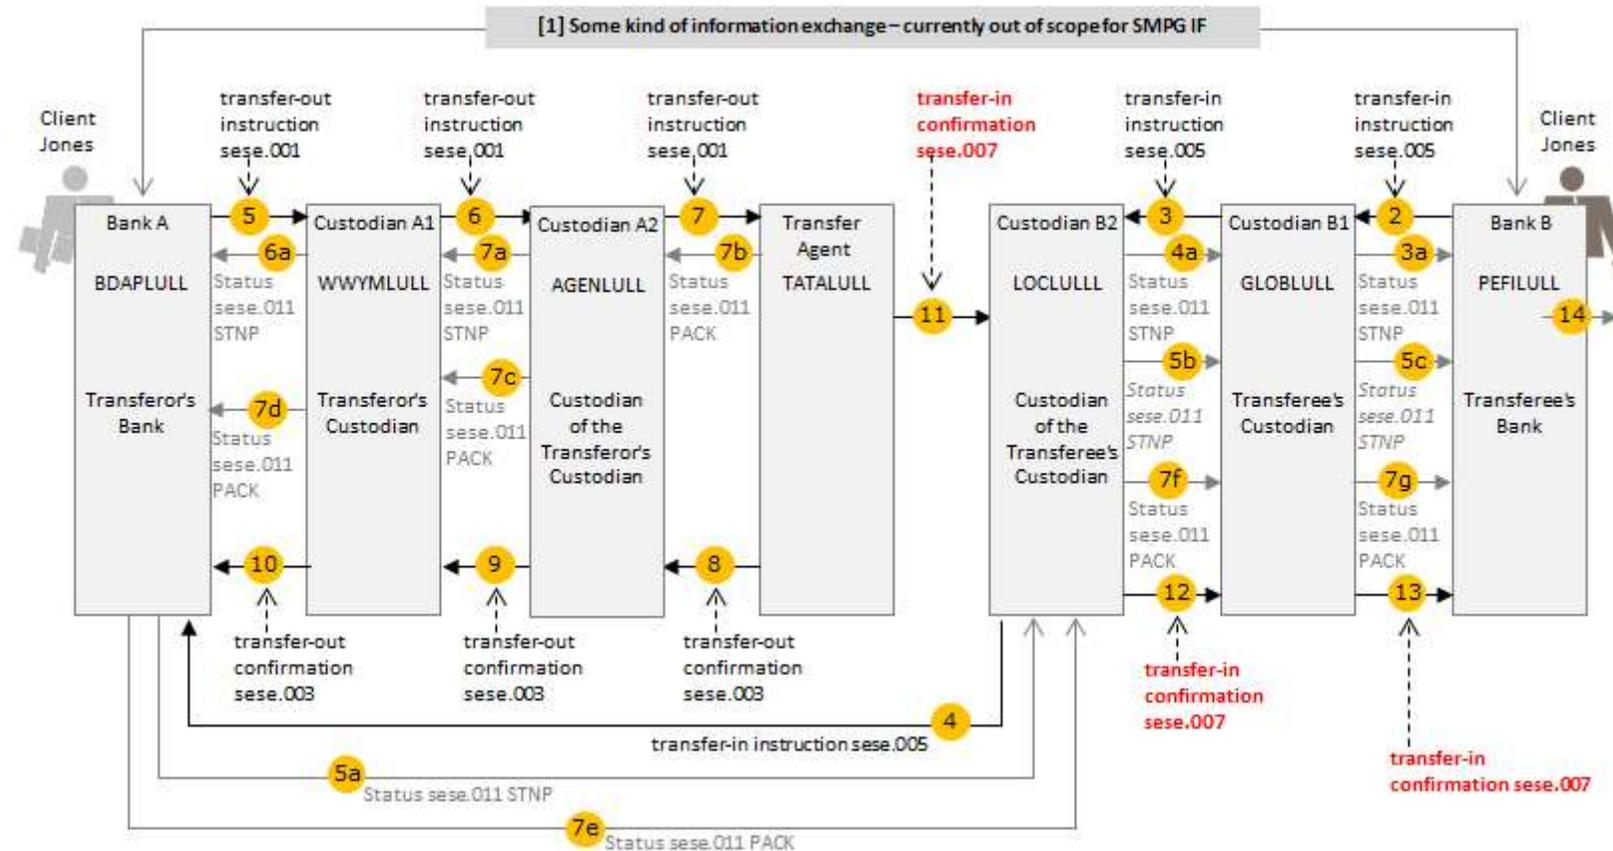 [1] Some kind of information exchange – currently out of scope for SMPG IF
Client
Jones
transfer-out
instruction
sese.001
transfer-out
instruction
sese.001
transfer-out
instruction
sese.001
transfer-in
confirmation
sese.007
transfer-in
instruction
sese.005
transfer-in
instruction
sese.005
Client
Jones
Bank A
BDAPLULL
Transferor's
Bank
5
6a
Status
sese.011
STNP
7d
Status
sese.011
PACK
10
Custodian A1
WWYMLULL
Transferor's
Custodian
6
7a
Status
sese.011
STNP
7c
Status
sese.011
PACK
9
Custodian A2
AGENLULL
Custodian
of the
Transferor's
Custodian
7
7b
Status
sese.011
PACK
8
Transfer
Agent
TATALULL
11
Custodian B2
LOCLULLL
Custodian
of the
Transferee's
Custodian
3
4a
Status
sese.011
STNP
5b
Status
sese.011
STNP
7f
Status
sese.011
PACK
12
Custodian B1
GLOBLULL
Transferee's
Custodian
2
3a
Status
sese.011
STNP
5c
Status
sese.011
STNP
7g
Status
sese.011
PACK
13
Bank B
PEFILULL
14
Transferee's
Bank
transfer-out
confirmation
sese.003
transfer-out
confirmation
sese.003
transfer-out
confirmation
sese.003
transfer-in
confirmation
sese.007
4
transfer-in instruction sese.005
transfer-in
confirmation sese.007
5a
Status sese.011 STNP
7e
Status sese.011 PACK